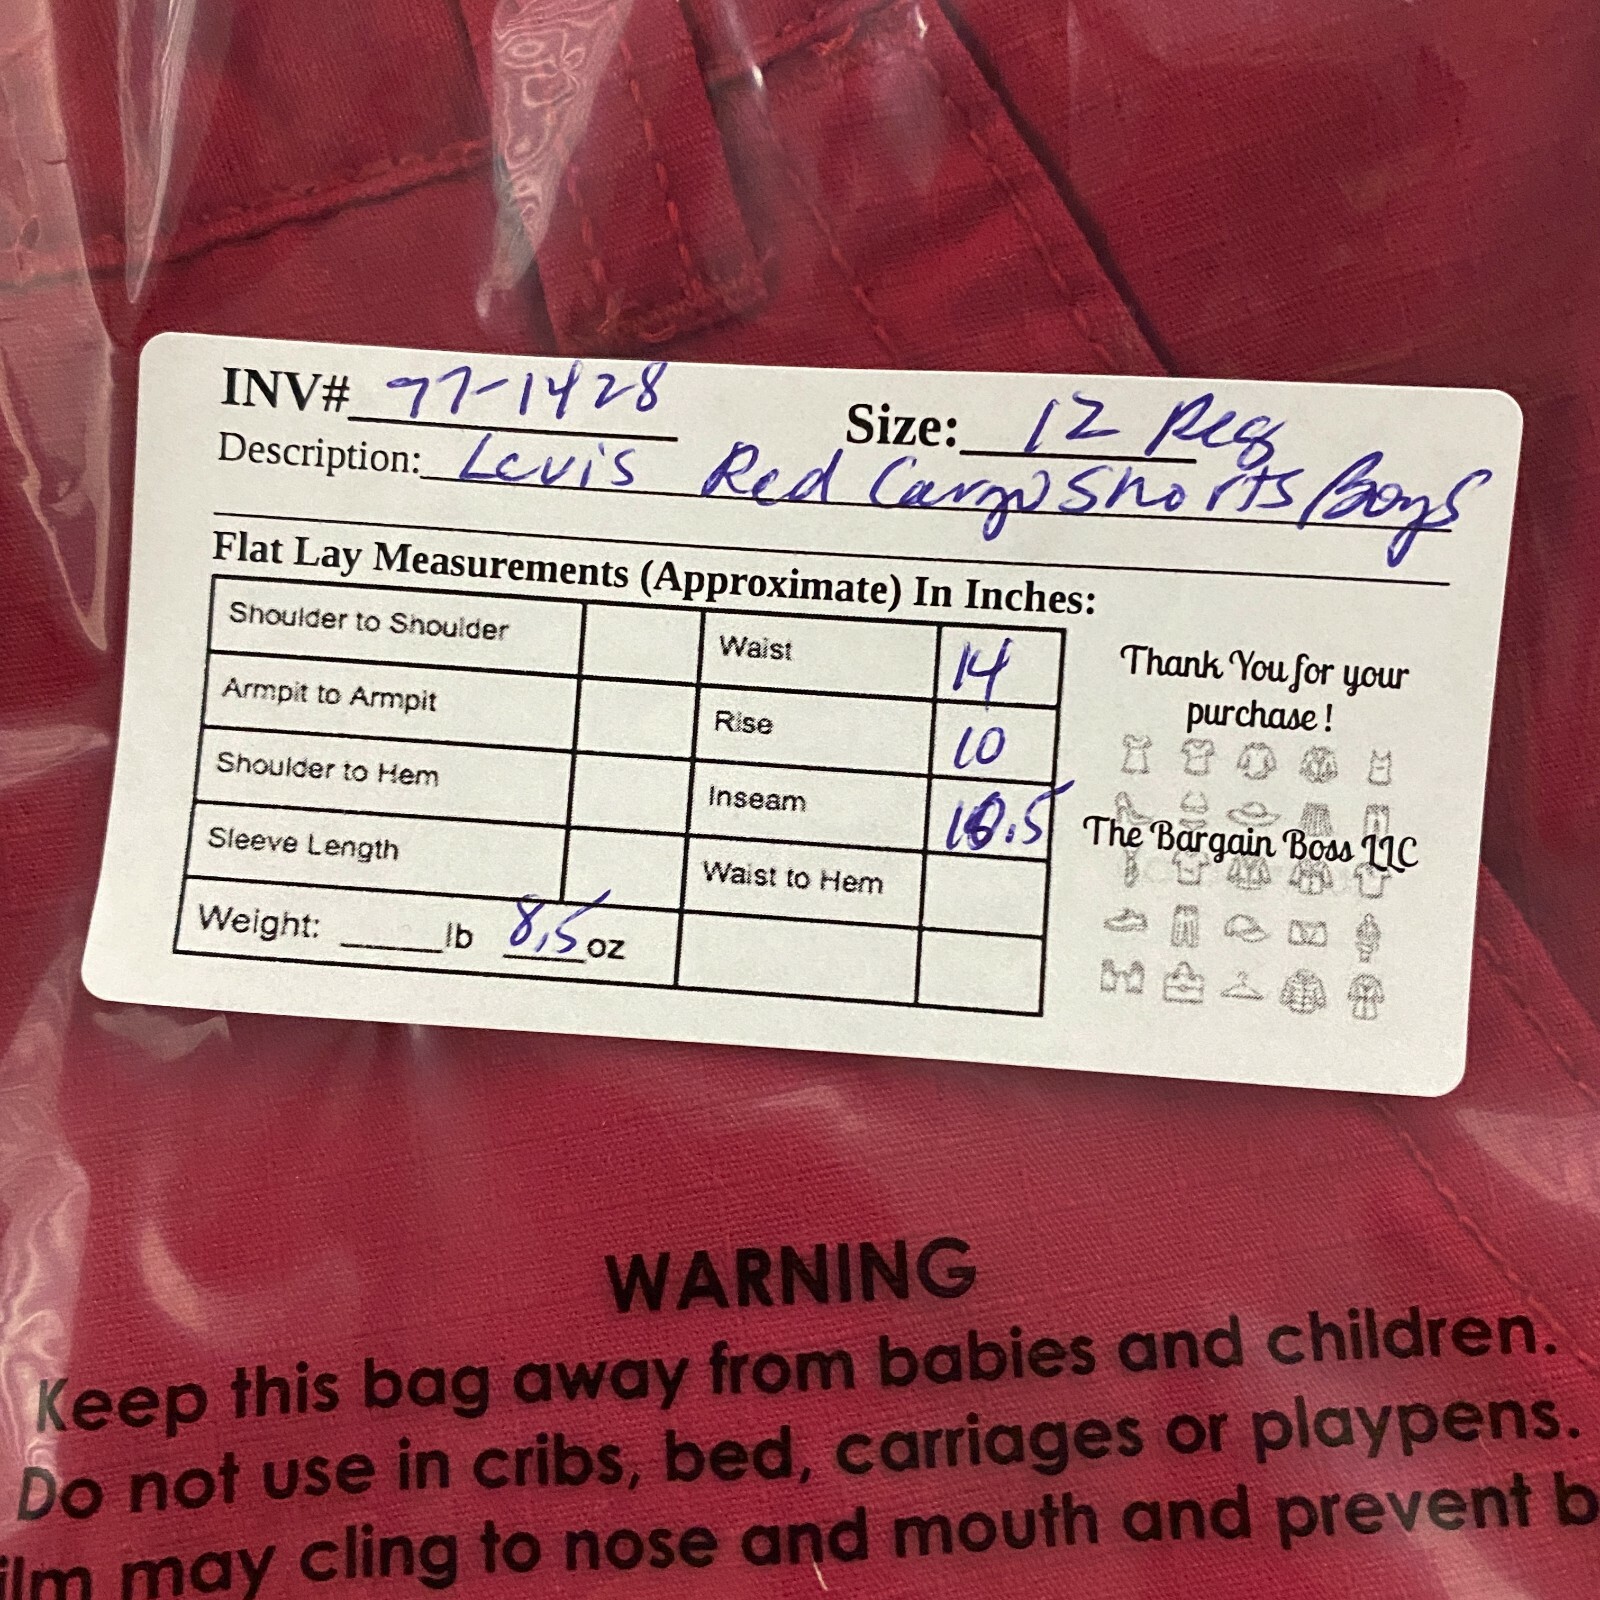 INV# 77-1428 Size: 12 Reg
Description: Levis Red Cargo Shorts Boys
Flat Lay Measurements (Approximate) In Inches:
Shoulder to Shoulder Waist 14
Armpit to Armpit Rise 10
Shoulder to Hem Inseam 10.5
Sleeve Length Waist to Hem
Weight: ____lb 8.5 oz
Thank You for your
purchase!
The Bargain Boss LLC
WARNING
Keep this bag away from babies and children.
Do not use in cribs, bed, carriages or playpens.
ilm may cling to nose and mouth and prevent b